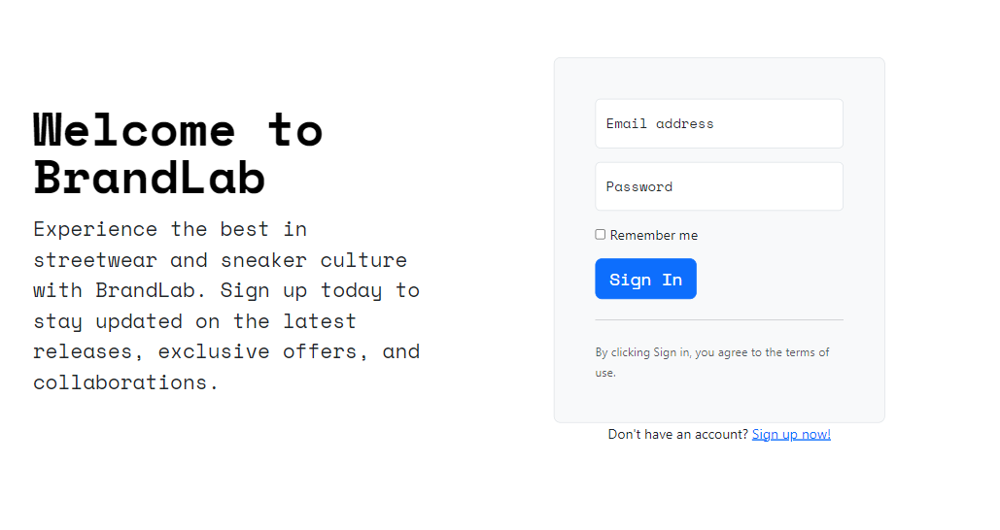 Welcome to
BrandLab
Experience the best in
streetwear and sneaker culture
with BrandLab. Sign up today to
stay updated on the latest
releases, exclusive offers, and
collaborations.
Email address
Password
Remember me
Sign In
By clicking Sign in, you agree to the terms of
use.
Don't have an account? Sign up now!